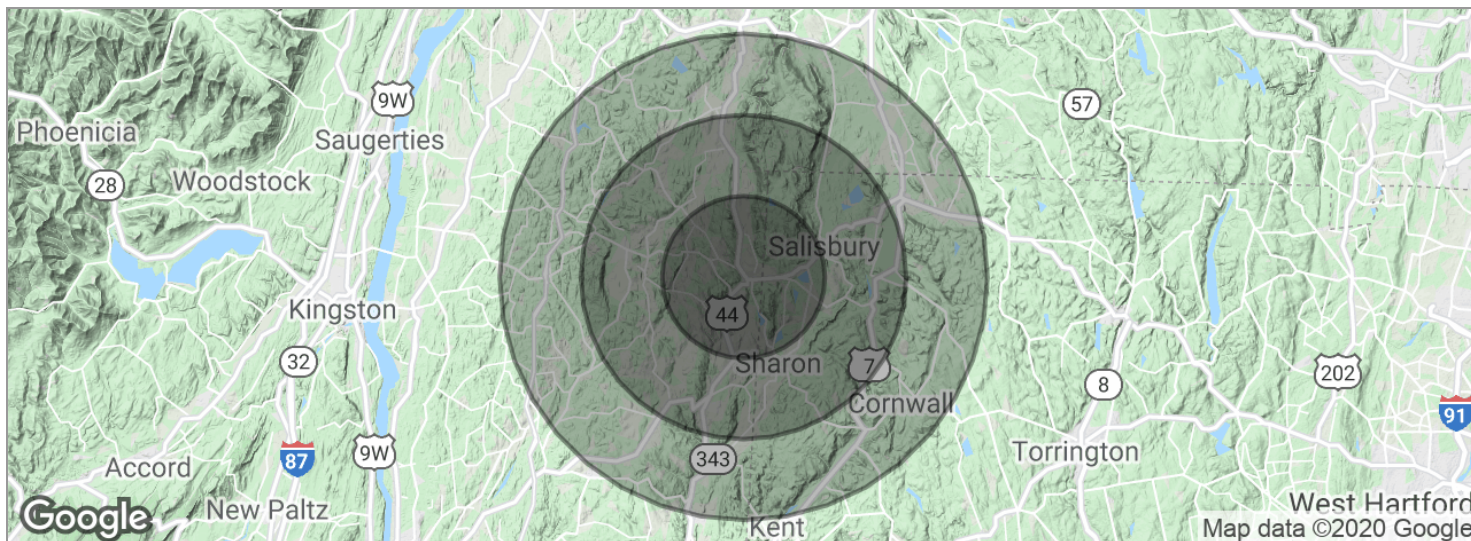 9W
57
Phoenicia
Saugerties
28
Woodstock
Salisbury
Kingston
44
32
Sharon
7
202
8
Cornwall
91
9W
343
Torrington
87
Accord
New Paltz
West Hartford
Google
Kent
Map data ©2020 Google